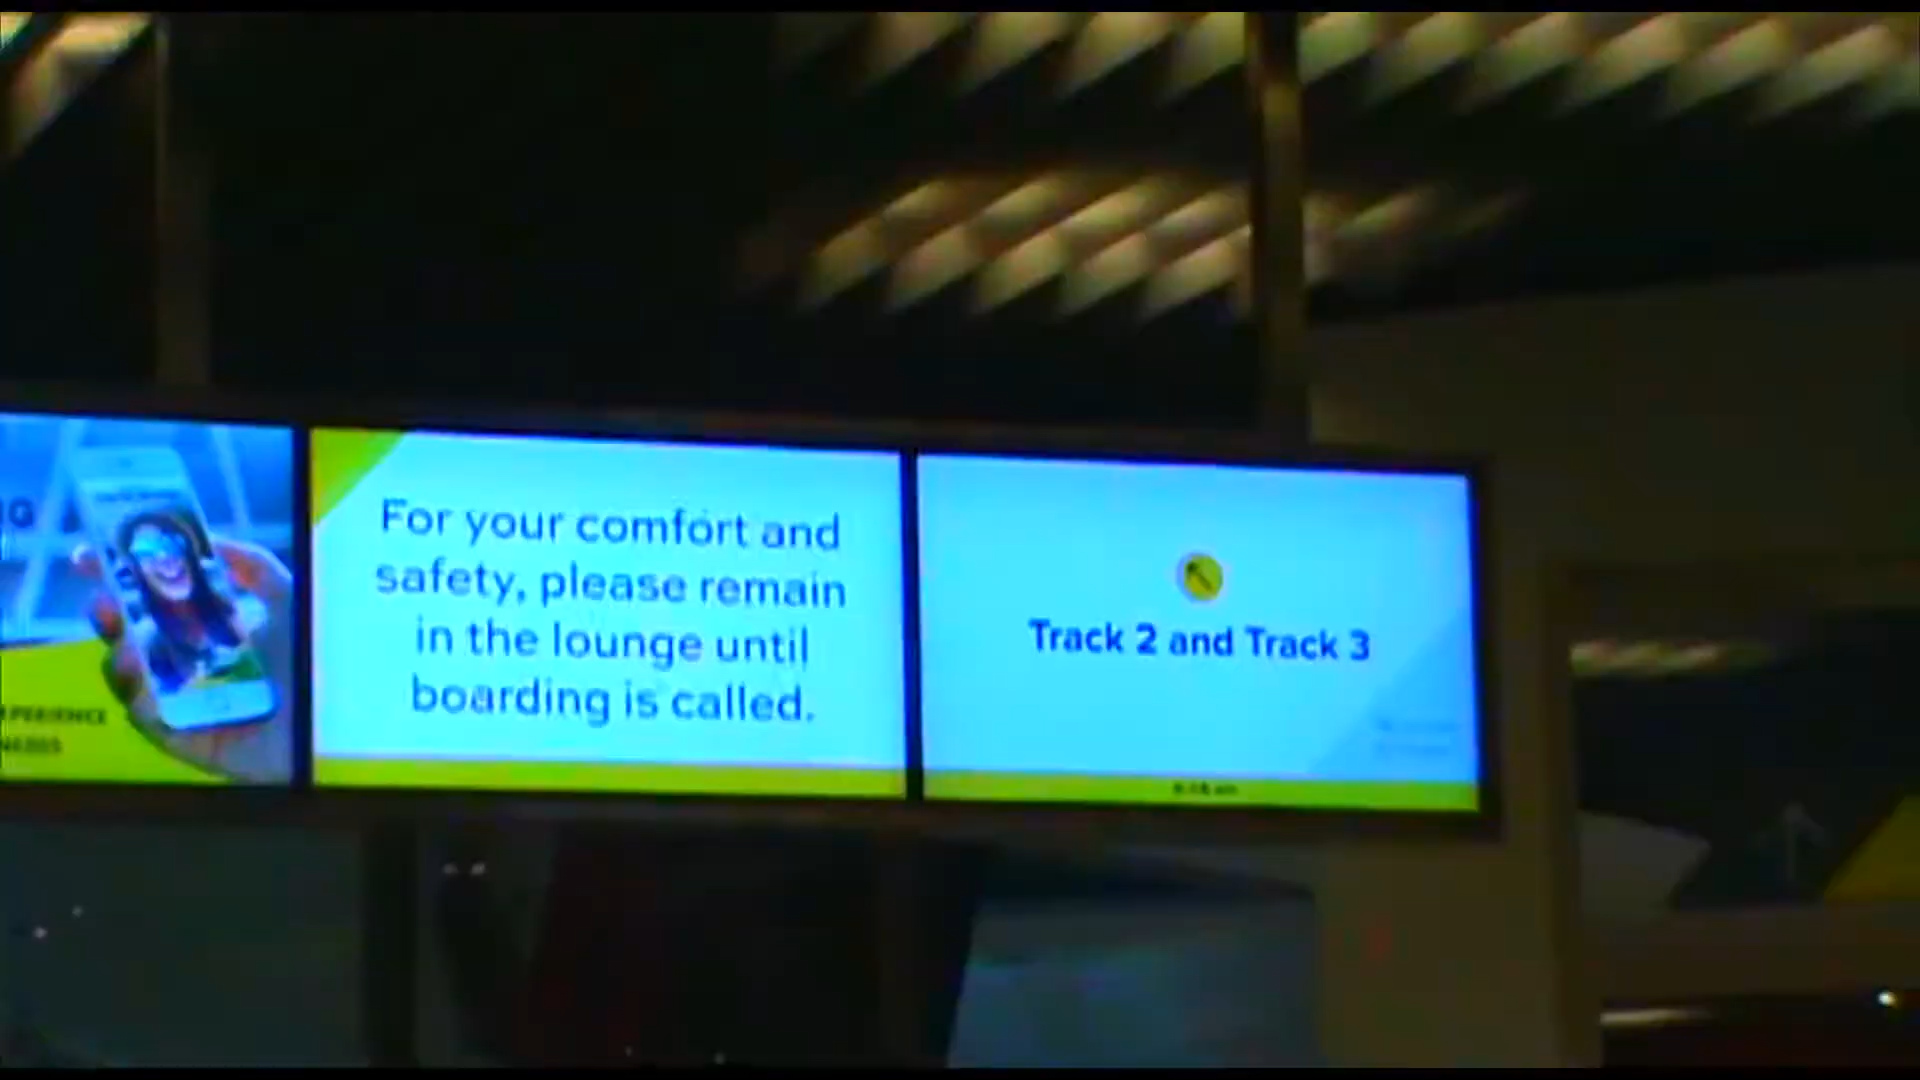 For your comfort and
safety, please remain
in the lounge until
boarding is called.
Track 2 and Track 3